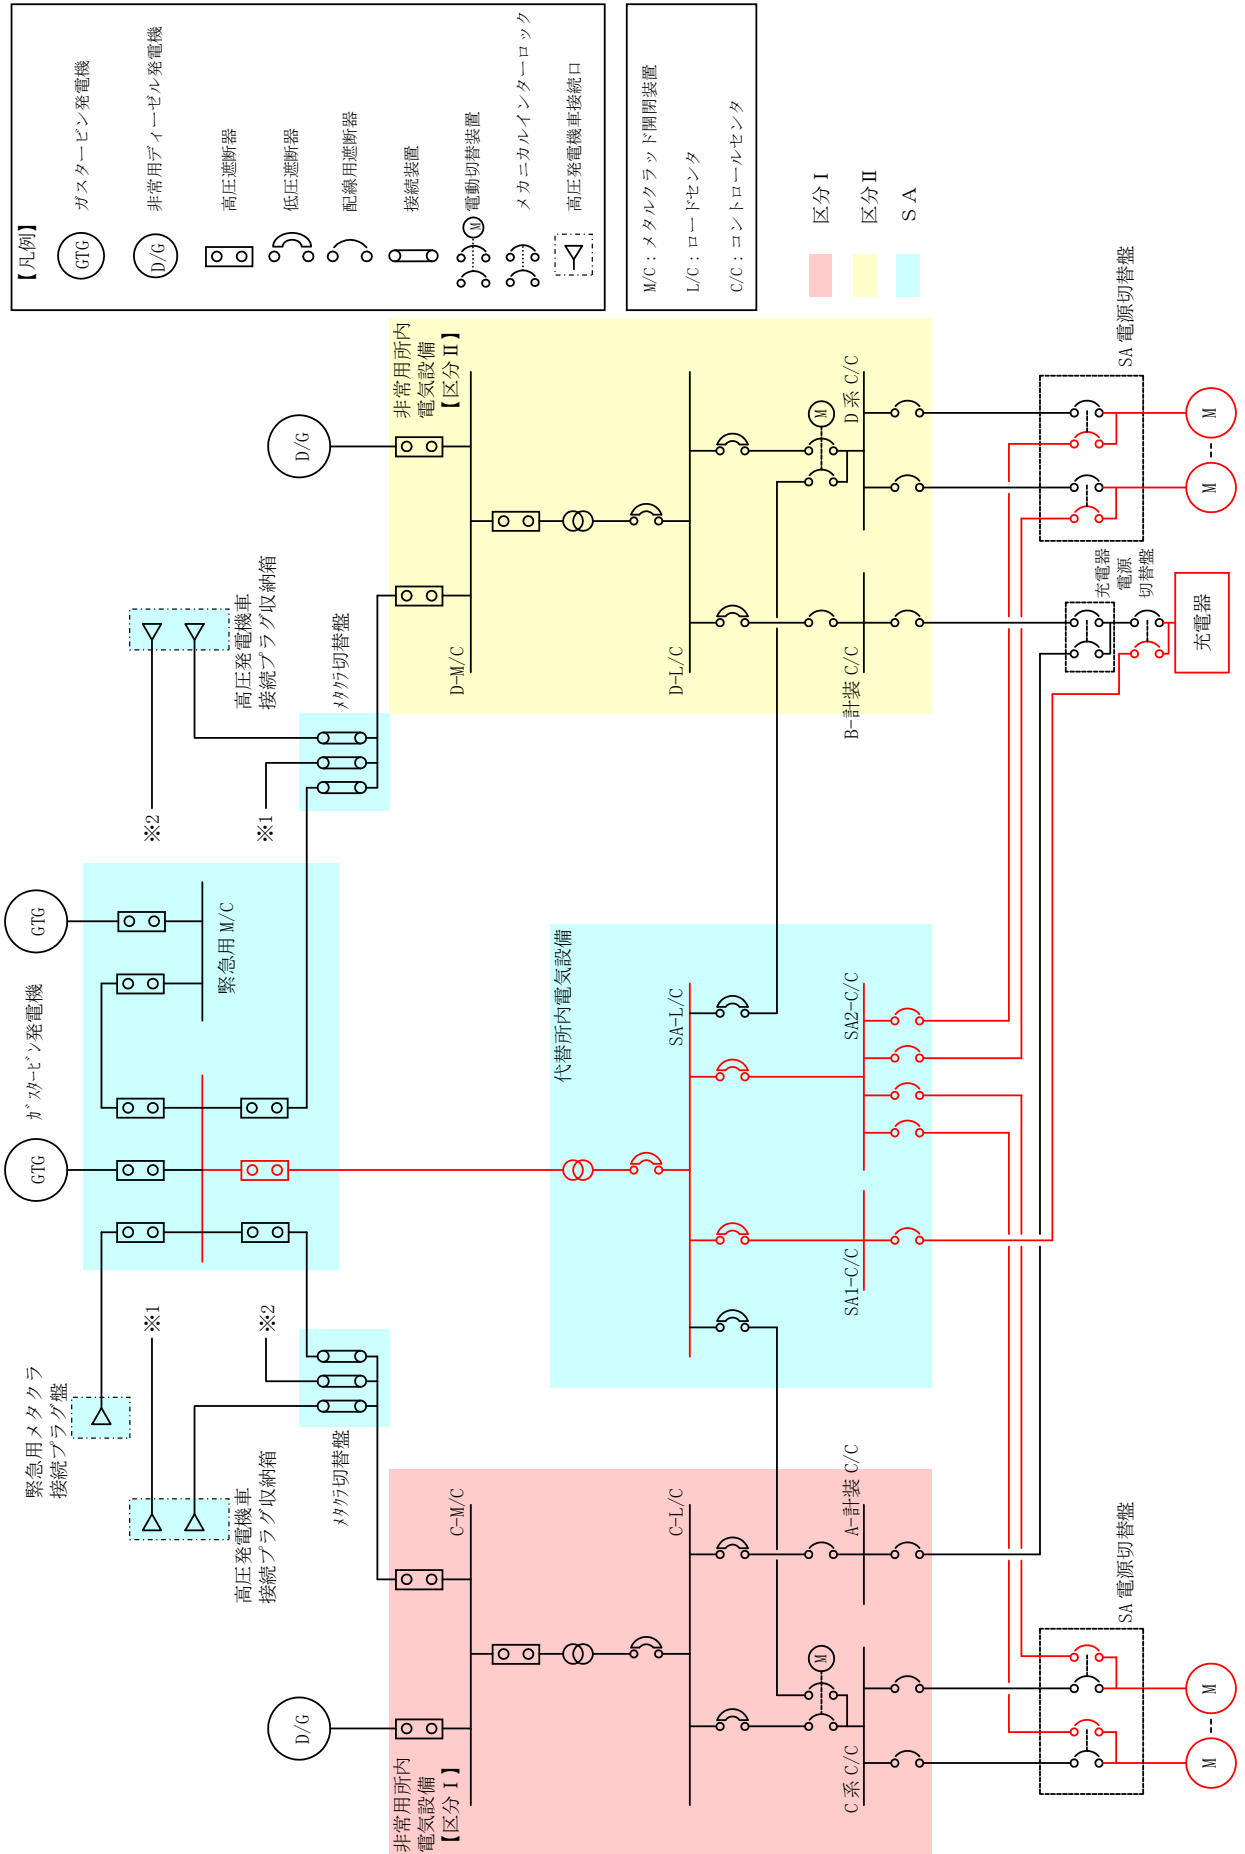 【凡例】
GTG
ガスタービン発電機
D/G
非常用ディーゼル発電機
高圧遮断器
低圧遮断器
配線用遮断器
接続装置
M
電動切替装置
メカニカルインターロック
高圧発電機車接続口
M/C：メタルクラッド開閉装置
L/C：ロードセンタ
C/C：コントロールセンタ
区分Ⅰ
区分Ⅱ
ＳＡ
緊急用メタクラ
接続プラグ盤
GTG
ｶﾞｽﾀｰﾋﾞﾝ発電機
GTG
緊急用 M/C
※1
※2
高圧発電機車
接続プラグ収納箱
ﾒﾀｸﾗ切替盤
※2
※1
高圧発電機車
接続プラグ収納箱
ﾒﾀｸﾗ切替盤
D/G
非常用所内
電気設備
【区分Ⅰ】
C-M/C
C-L/C
M
C 系 C/C
A-計装 C/C
代替所内電気設備
SA-L/C
SA1-C/C
SA2-C/C
D/G
非常用所内
電気設備
【区分Ⅱ】
D-M/C
D-L/C
M
B-計装 C/C
D 系 C/C
SA 電源切替盤
M
M
充電器
電源
切替盤
充電器
SA 電源切替盤
M
M